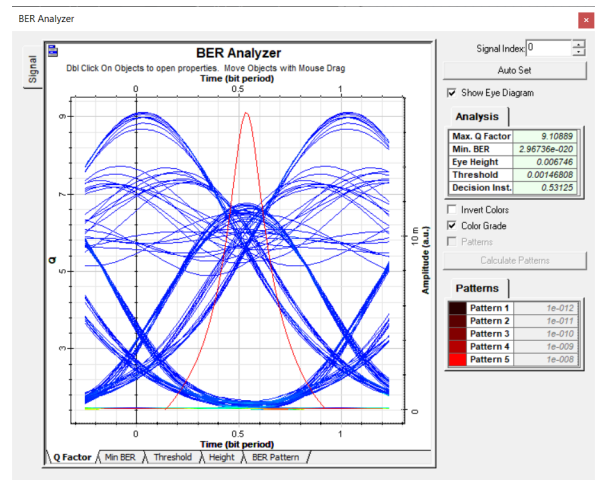 BER Analyzer
×
Signal
BER Analyzer
Dbl Click On Objects to open properties. Move Objects with Mouse Drag
Time (bit period)
0 0.5 1
9
7
5
3
Q
10 m
0
Amplitude (a.u.)
0 0.5 1
Time (bit period)
Q Factor Min BER Threshold Height BER Pattern
Signal Index: 0
Auto Set
Show Eye Diagram
Analysis
Max. Q Factor 9.10889
Min. BER 2.96736e-020
Eye Height 0.006746
Threshold 0.00146808
Decision Inst. 0.53125
Invert Colors
Color Grade
Patterns
Calculate Patterns
Patterns
Pattern 1 1e-012
Pattern 2 1e-011
Pattern 3 1e-010
Pattern 4 1e-009
Pattern 5 1e-008